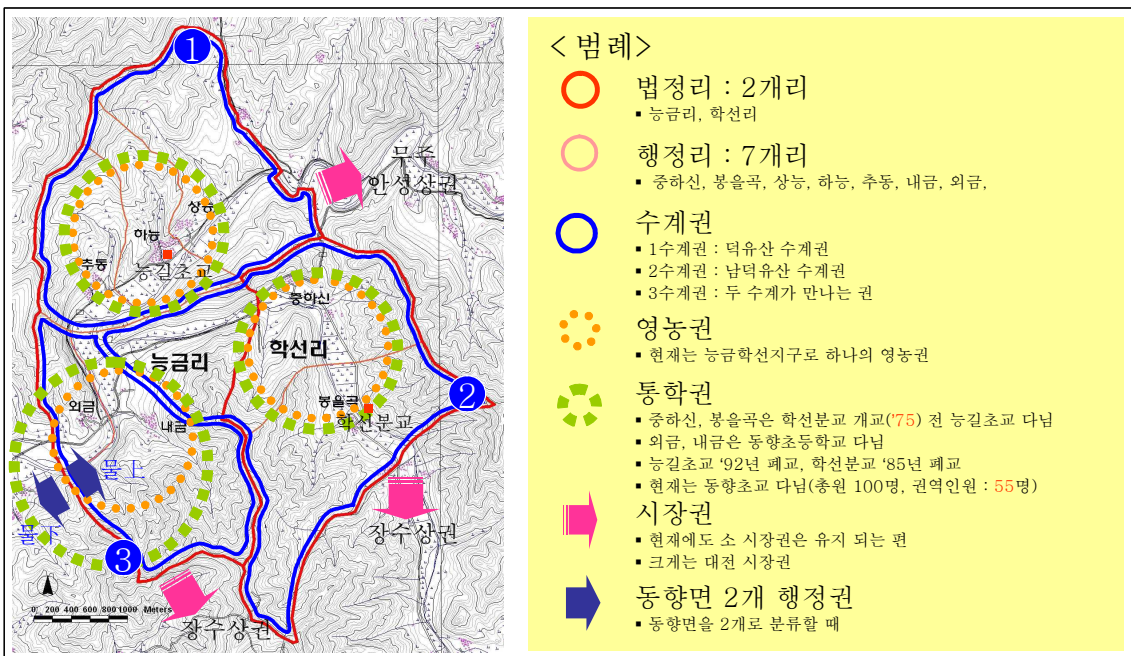 1
무주
안성상권
상능
하능
추동
능길초교
중하신
학선리
능금리
2
외금
봉을곡
학선분교
내금
물上
물下
장수상권
3
0 200 400 600 800 1000 Meters
장수상권
< 범례>
법정리 : 2개리
▪ 능금리, 학선리
행정리 : 7개리
▪ 중하신, 봉을곡, 상능, 하능, 추동, 내금, 외금,
수계권
▪ 1수계권 : 덕유산 수계권
▪ 2수계권 : 남덕유산 수계권
▪ 3수계권 : 두 수계가 만나는 권
영농권
▪ 현재는 능금학선지구로 하나의 영농권
통학권
▪ 중하신, 봉을곡은 학선분교 개교('75) 전 능길초교 다님
▪ 외금, 내금은 동향초등학교 다님
▪ 능길초교 '92년 폐교, 학선분교 '85년 폐교
▪ 현재는 동향초교 다님(총원 100명, 권역인원 : 55명)
시장권
▪ 현재에도 소 시장권은 유지 되는 편
▪ 크게는 대전 시장권
동향면 2개 행정권
▪ 동향면을 2개로 분류할 때